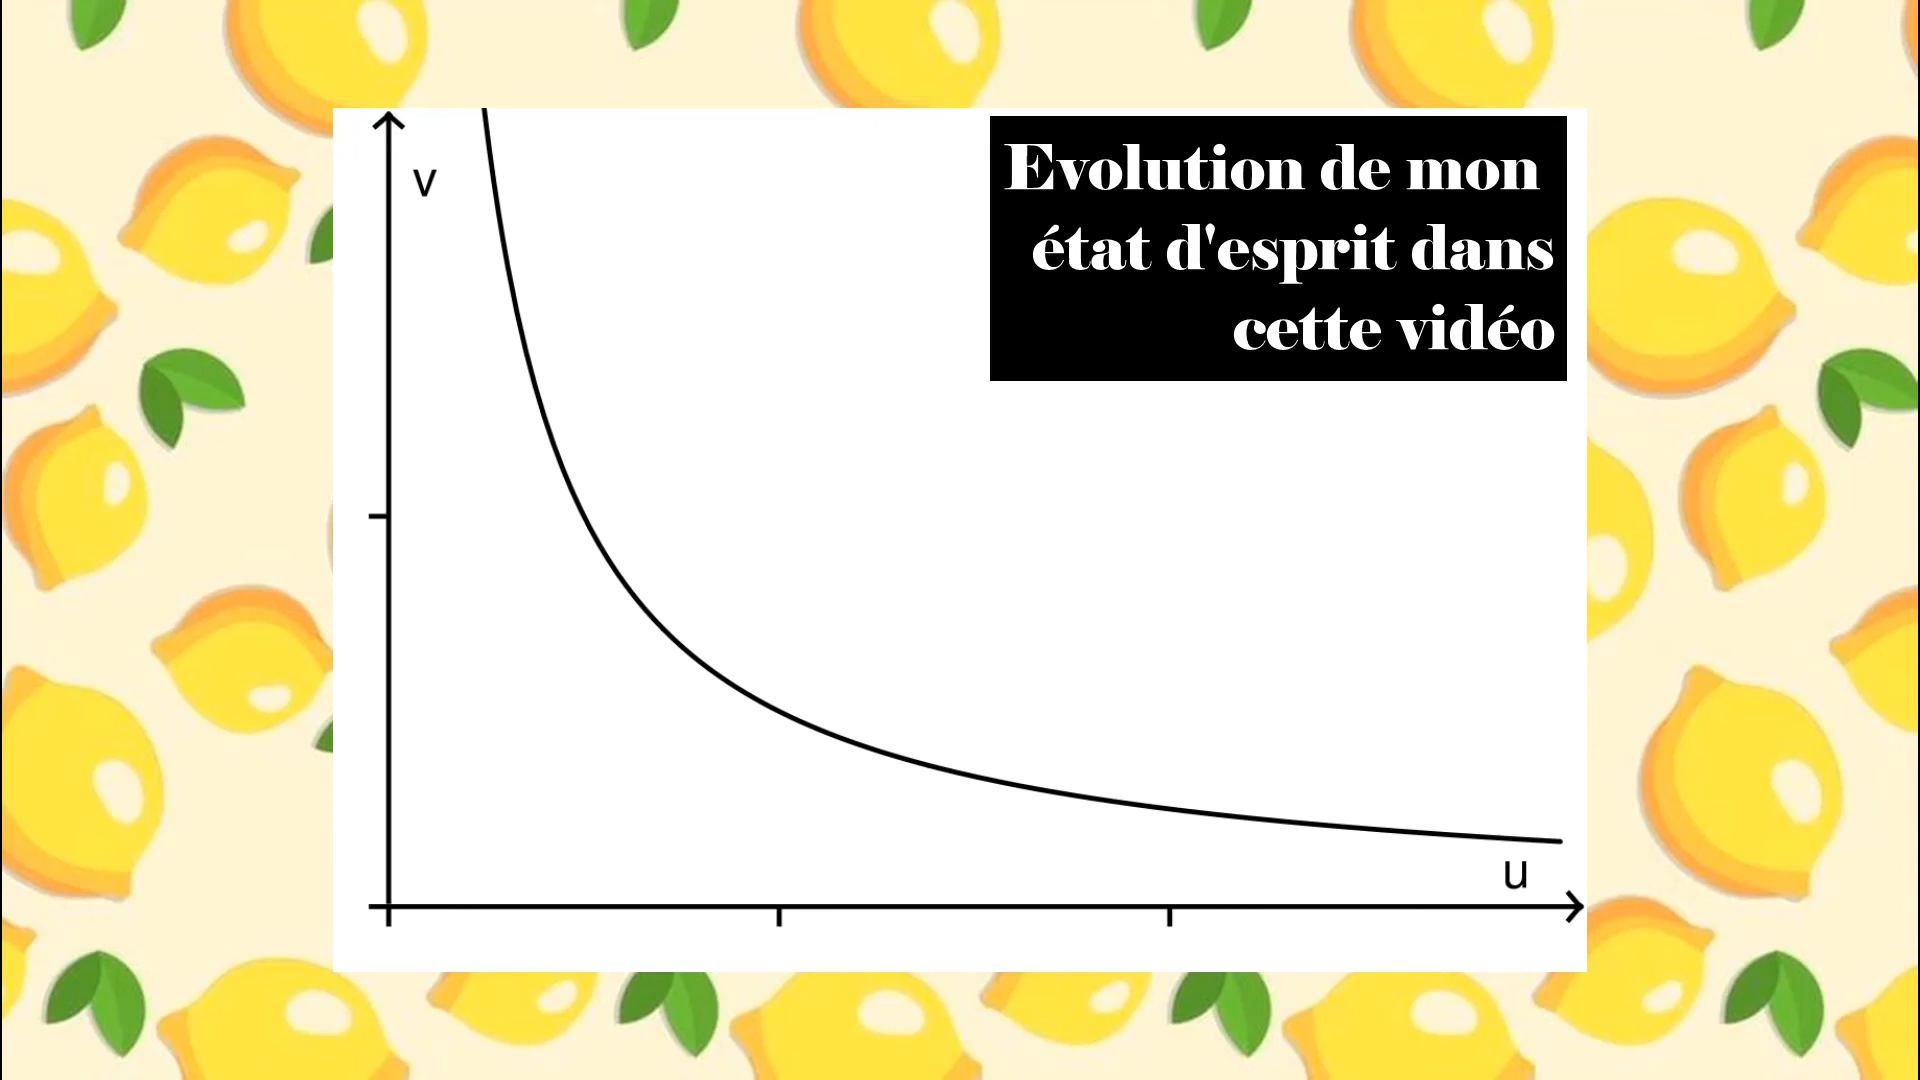 v
Evolution de mon
état d'esprit dans
cette vidéo
u